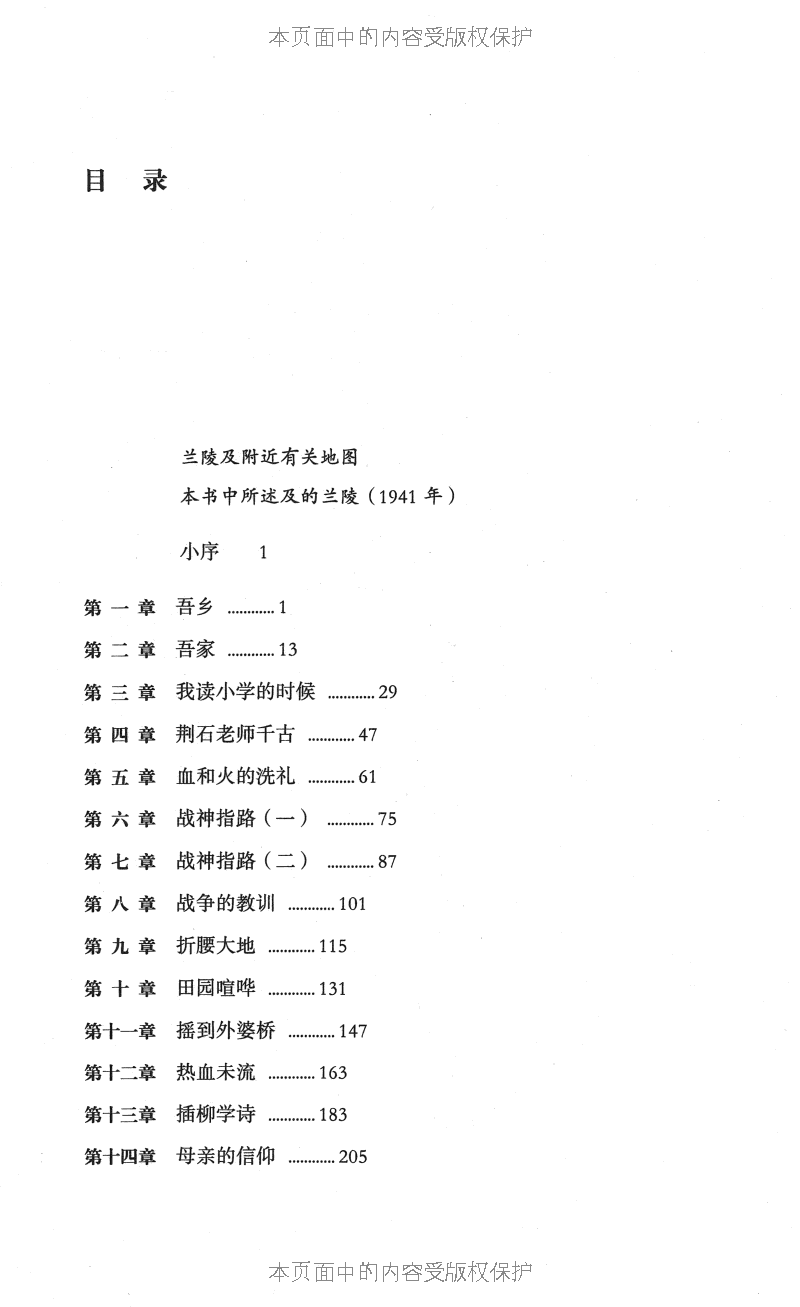 本页面中的内容受版权保护
目 录
兰陵及附近有关地图
本书中所述及的兰陵（1941 年）
小序 1
第一章 吾乡 ............ 1
第二章 吾家 ............ 13
第三章 我读小学的时候 ............ 29
第四章 荆石老师千古 ............ 47
第五章 血和火的洗礼 ............ 61
第六章 战神指路（一） ............ 75
第七章 战神指路（二） ............ 87
第八章 战争的教训 ............ 101
第九章 折腰大地 ............ 115
第十章 田园喧哗 ............ 131
第十一章 摇到外婆桥 ............ 147
第十二章 热血未流 ............ 163
第十三章 插柳学诗 ............ 183
第十四章 母亲的信仰 ............ 205
本页面中的内容受版权保护